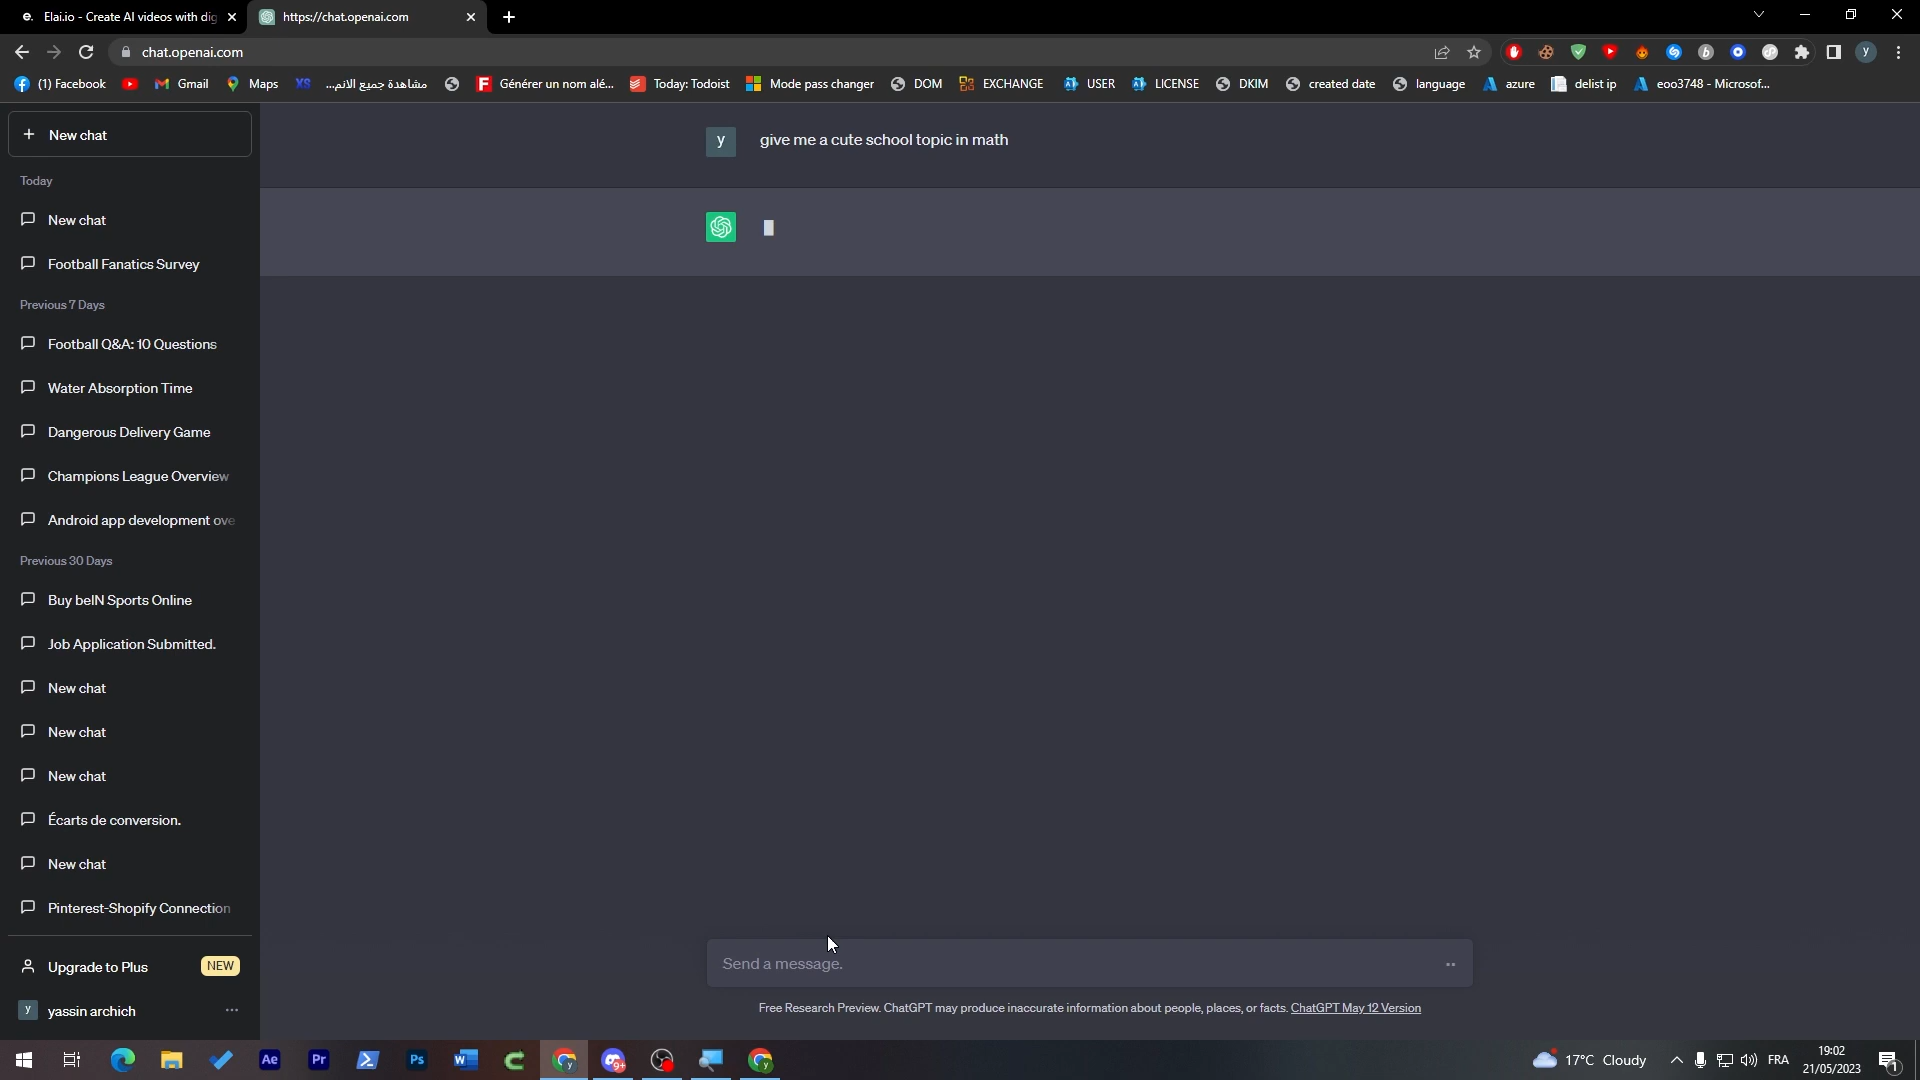 Elai.io - Create AI videos with dig
https://chat.openai.com
chat.openai.com
(1) Facebook
Gmail
Maps
XS
مشاهدة جميع الانم...
Générer un nom alé...
Today: Todoist
Mode pass changer
DOM
EXCHANGE
USER
LICENSE
DKIM
created date
language
azure
delist ip
eoo3748 - Microsof...
New chat
Today
New chat
Football Fanatics Survey
Previous 7 Days
Football Q&A: 10 Questions
Water Absorption Time
Dangerous Delivery Game
Champions League Overview
Android app development ove
Previous 30 Days
Buy beIN Sports Online
Job Application Submitted.
New chat
New chat
New chat
Écarts de conversion.
New chat
Pinterest-Shopify Connection
Upgrade to Plus
NEW
y
yassin archich
y
give me a cute school topic in math
Send a message.
Free Research Preview. ChatGPT may produce inaccurate information about people, places, or facts. ChatGPT May 12 Version
Ae
Pr
Ps
W
9+
17°C Cloudy
FRA
19:02
21/05/2023
1